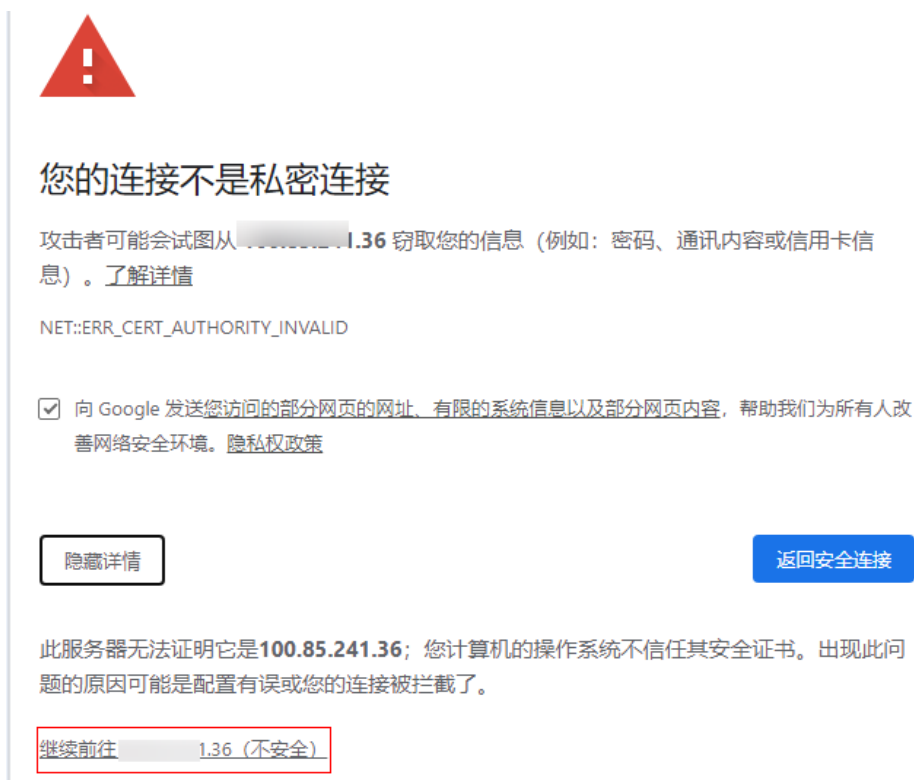 您的连接不是私密连接
攻击者可能会试图从 1.36 窃取您的信息（例如：密码、通讯内容或信用卡信
息）。了解详情
NET::ERR_CERT_AUTHORITY_INVALID
向 Google 发送您访问的部分网页的网址、有限的系统信息以及部分网页内容，帮助我们为所有人改
善网络安全环境。隐私权政策
隐藏详情
返回安全连接
此服务器无法证明它是100.85.241.36；您计算机的操作系统不信任其安全证书。出现此问
题的原因可能是配置有误或您的连接被拦截了。
继续前往 1.36（不安全）